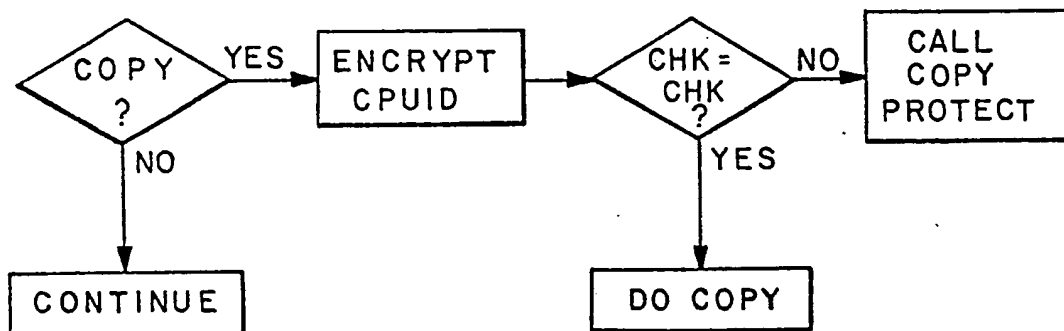 COPY
?
YES
NO
ENCRYPT
CPUID
CHK =
CHK
?
NO
YES
CALL
COPY
PROTECT
CONTINUE
DO COPY